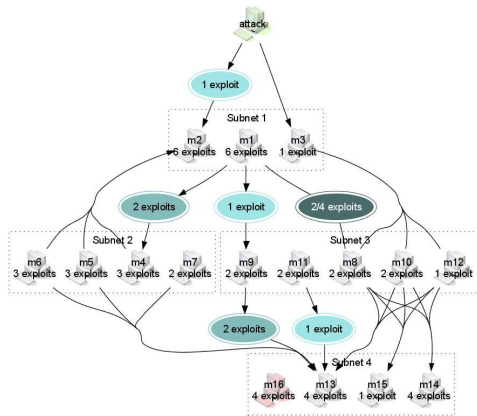 attack
1 exploit
Subnet 1
m2 m1 m3
6 exploits 6 exploits 1 exploit
2 exploits 1 exploit 2/4 exploits
Subnet 2 Subnet 3
m6 m5 m4 m7 m9 m11 m8 m10 m12
3 exploits 3 exploits 3 exploits 2 exploits 2 exploits 2 exploits 2 exploits 2 exploits 1 exploit
2 exploits 1 exploit
Subnet 4
m16 m13 m15 m14
4 exploits 4 exploits 1 exploit 4 exploits